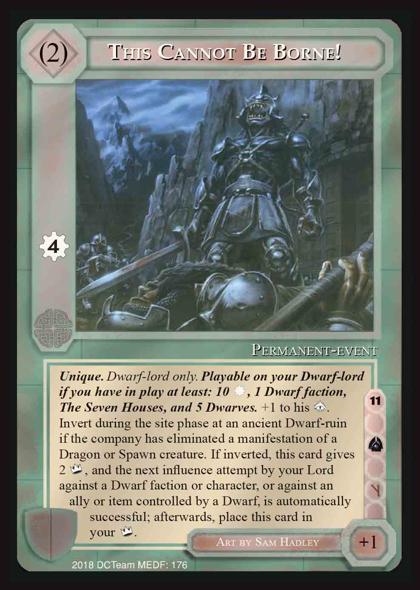 (2)
THIS CANNOT BE BORNE!
4
PERMANENT-EVENT
Unique. Dwarf-lord only. Playable on your Dwarf-lord
if you have in play at least: 10 , 1 Dwarf faction,
The Seven Houses, and 5 Dwarves. +1 to his .
Invert during the site phase at an ancient Dwarf-ruin
if the company has eliminated a manifestation of a
Dragon or Spawn creature. If inverted, this card gives
2 , and the next influence attempt by your Lord
against a Dwarf faction or character, or against an
ally or item controlled by a Dwarf, is automatically
successful; afterwards, place this card in
your .
11
ART BY SAM HADLEY
+1
2018 DCTeam MEDF: 176